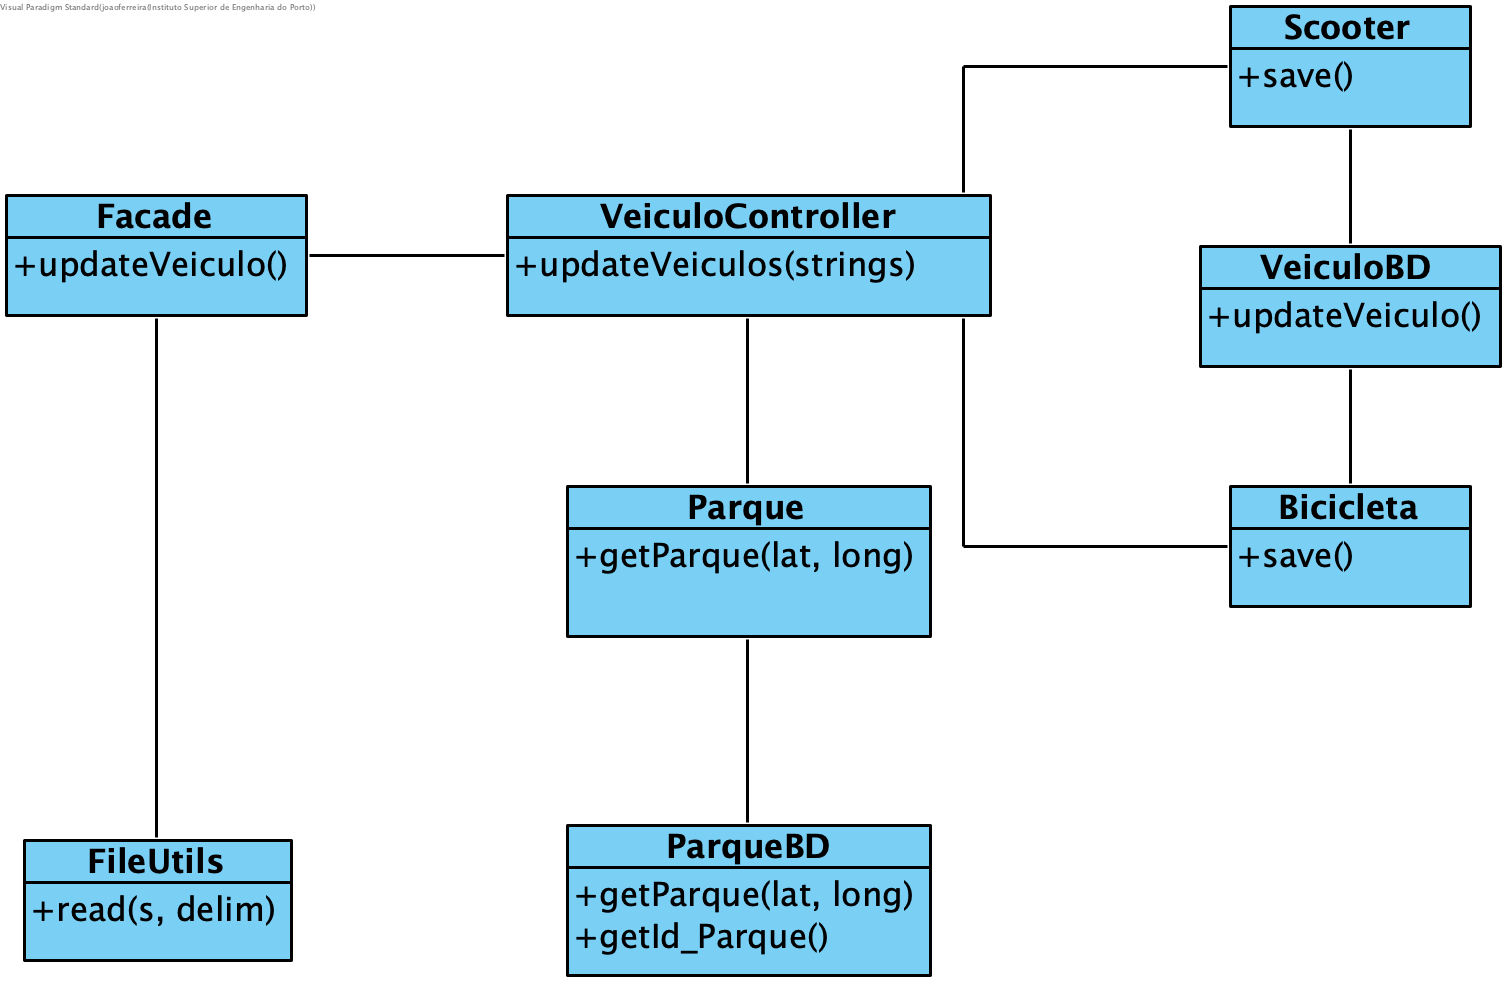 Visual Paradigm Standard(joaoferreira(Instituto Superior de Engenharia do Porto))
Scooter
+save()
Facade
+updateVeiculo()
VeiculoController
+updateVeiculos(strings)
VeiculoBD
+updateVeiculo()
Parque
+getParque(lat, long)
Bicicleta
+save()
FileUtils
+read(s, delim)
ParqueBD
+getParque(lat, long)
+getId_Parque()